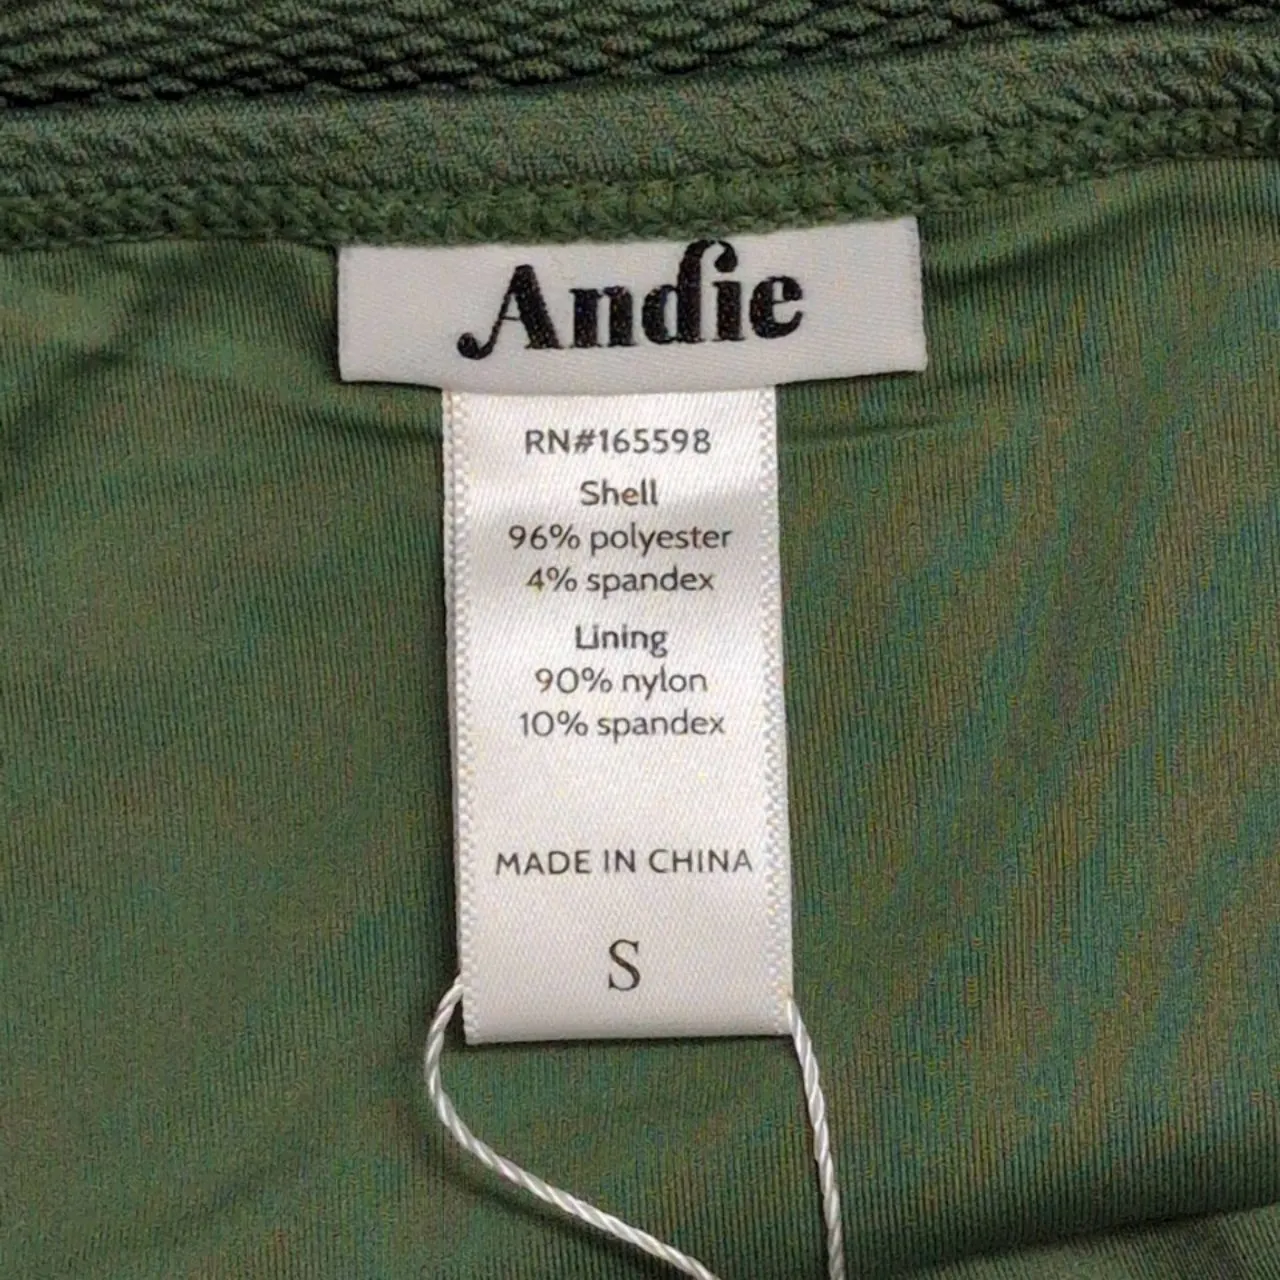 Andie
RN#165598
Shell
96% polyester
4% spandex
Lining
90% nylon
10% spandex
MADE IN CHINA
S